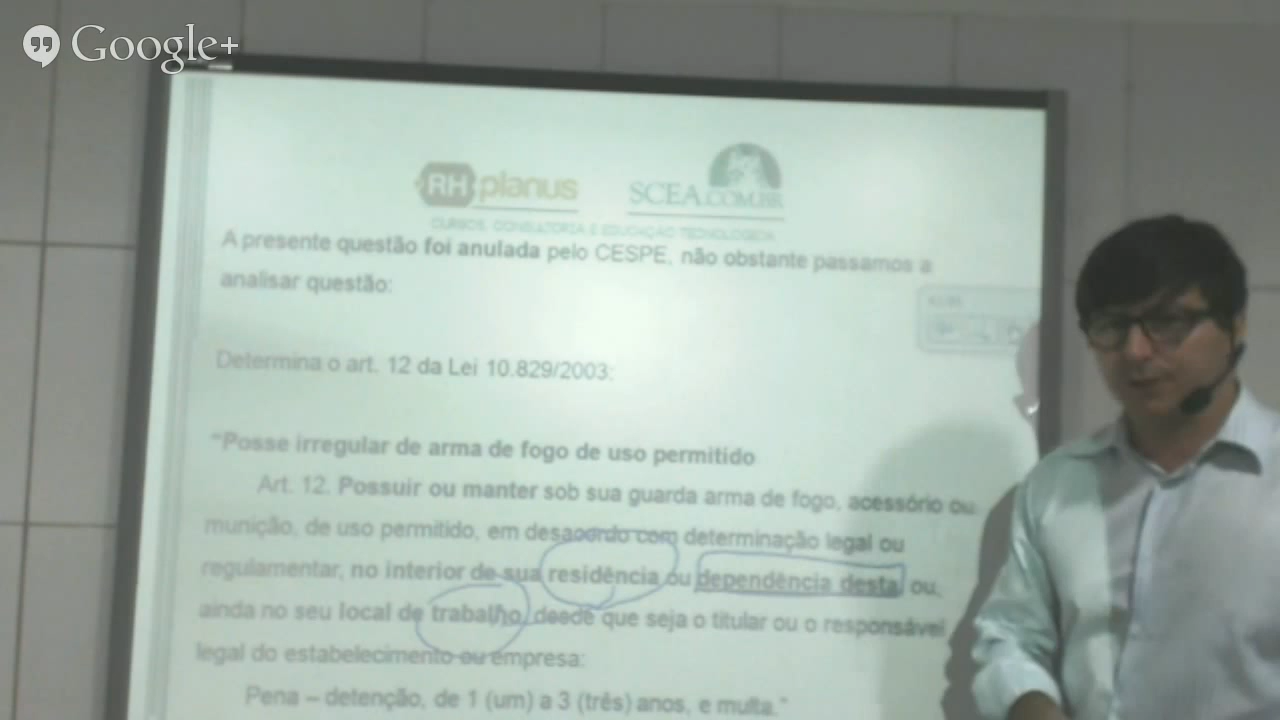 Google+
RH planus
SCEA.COM.BR
CURSOS, CONSULTORIA E EDUCAÇÃO TECNOLÓGICA
A presente questão foi anulada pelo CESPE, não obstante passamos a
analisar questão:
Determina o art. 12 da Lei 10.829/2003:
"Posse irregular de arma de fogo de uso permitido
Art. 12. Possuir ou manter sob sua guarda arma de fogo, acessório ou
munição, de uso permitido, em desacordo com determinação legal ou
regulamentar, no interior de sua residência ou dependência desta, ou,
ainda no seu local de trabalho, desde que seja o titular ou o responsável
legal do estabelecimento ou empresa:
Pena – detenção, de 1 (um) a 3 (três) anos, e multa."